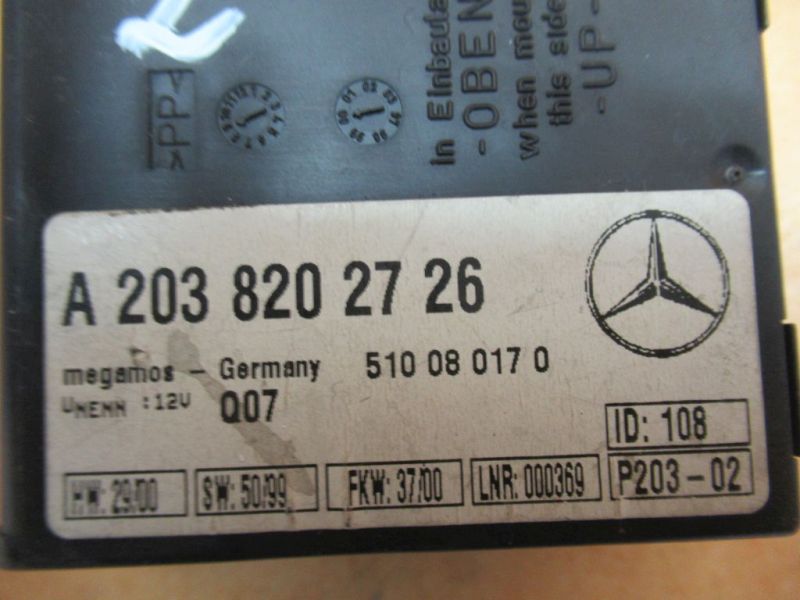 >PP<
in Einbaula
-OBEN
when mou
this side
-UP-
A 203 820 27 26
megamos - Germany 510 08 017 0
UNENN :12V Q07
ID: 108
HW: 29/00 SW: 50/99 FKW: 37/00 LNR: 000369 P203-02